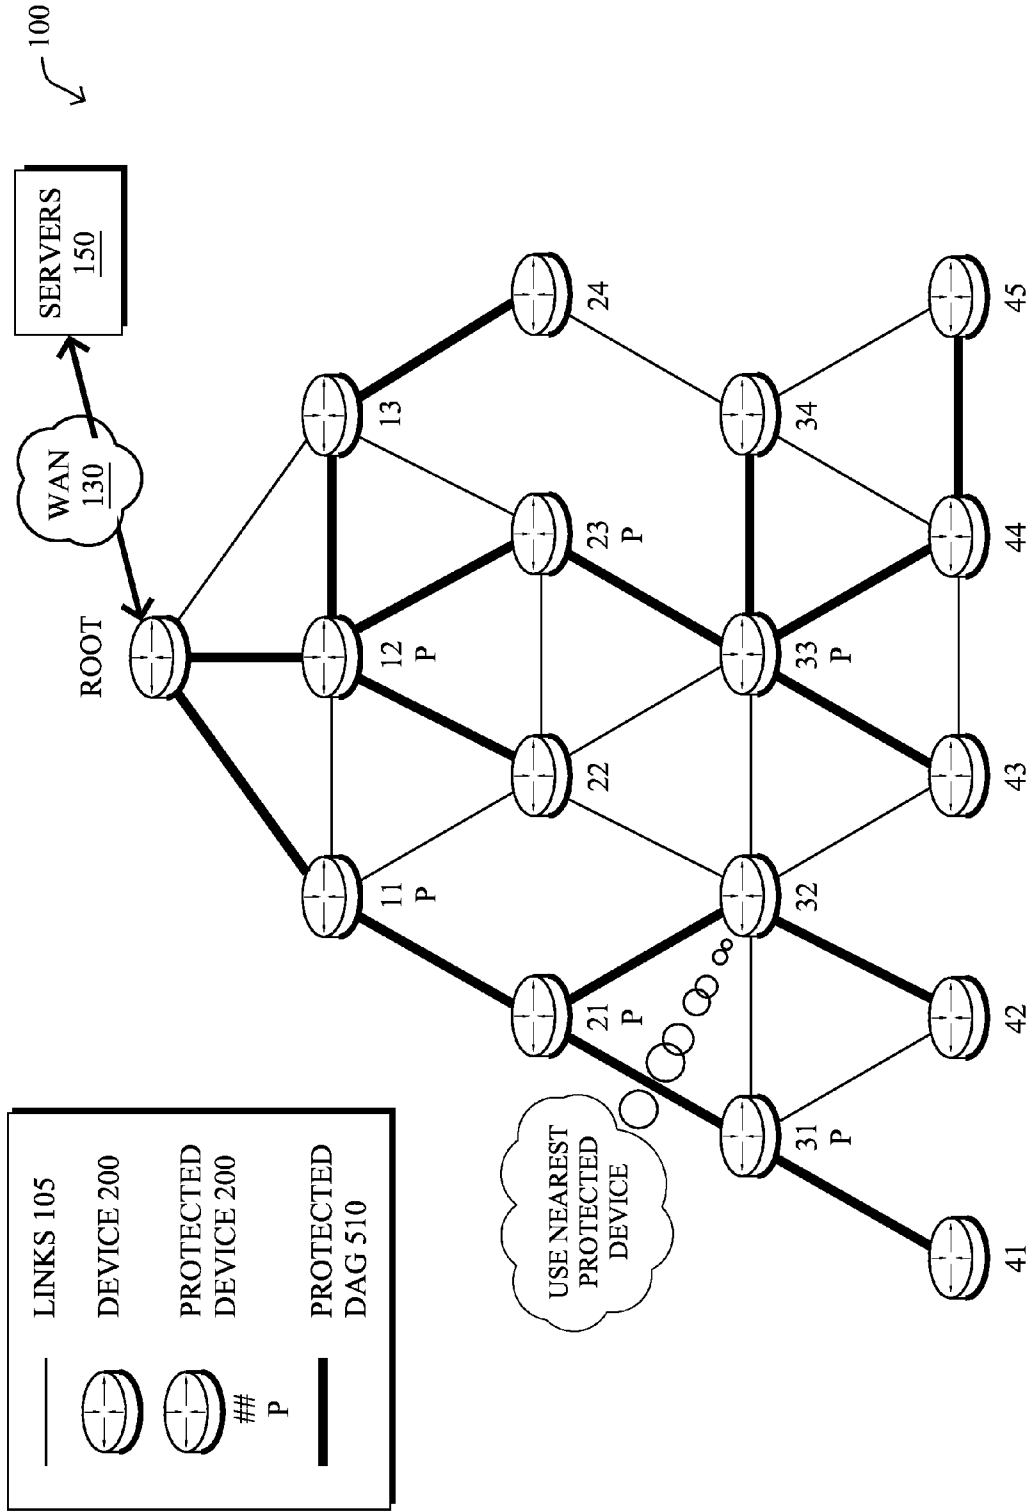 100
SERVERS
150
WAN
130
ROOT
11
P
12
P
13
21
P
22
23
P
24
31
P
32
33
P
34
41
42
43
44
45
USE NEAREST
PROTECTED
DEVICE
LINKS 105
DEVICE 200
PROTECTED
DEVICE 200
##
P
PROTECTED
DAG 510